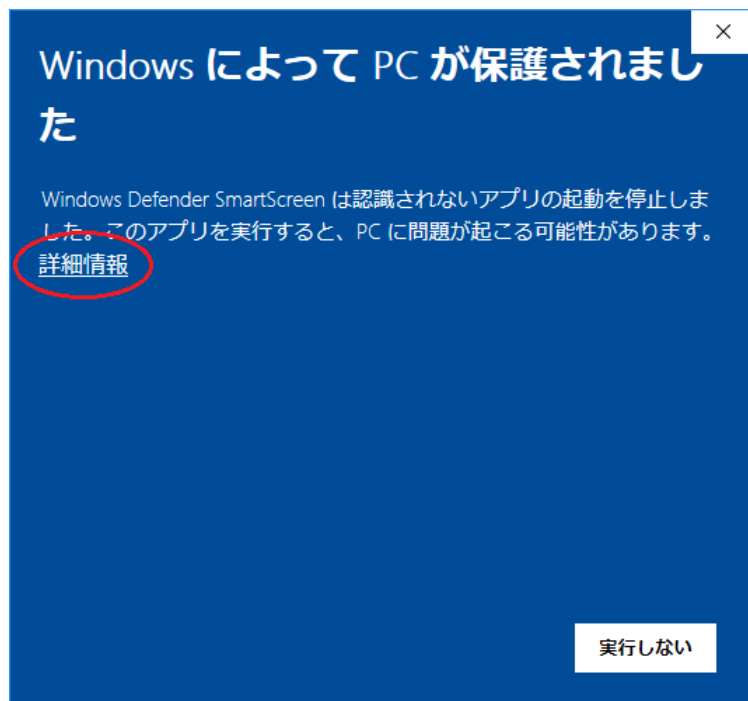 Windows によって PC が保護されまし
た
Windows Defender SmartScreen は認識されないアプリの起動を停止しま
した。このアプリを実行すると、PC に問題が起こる可能性があります。
詳細情報
実行しない